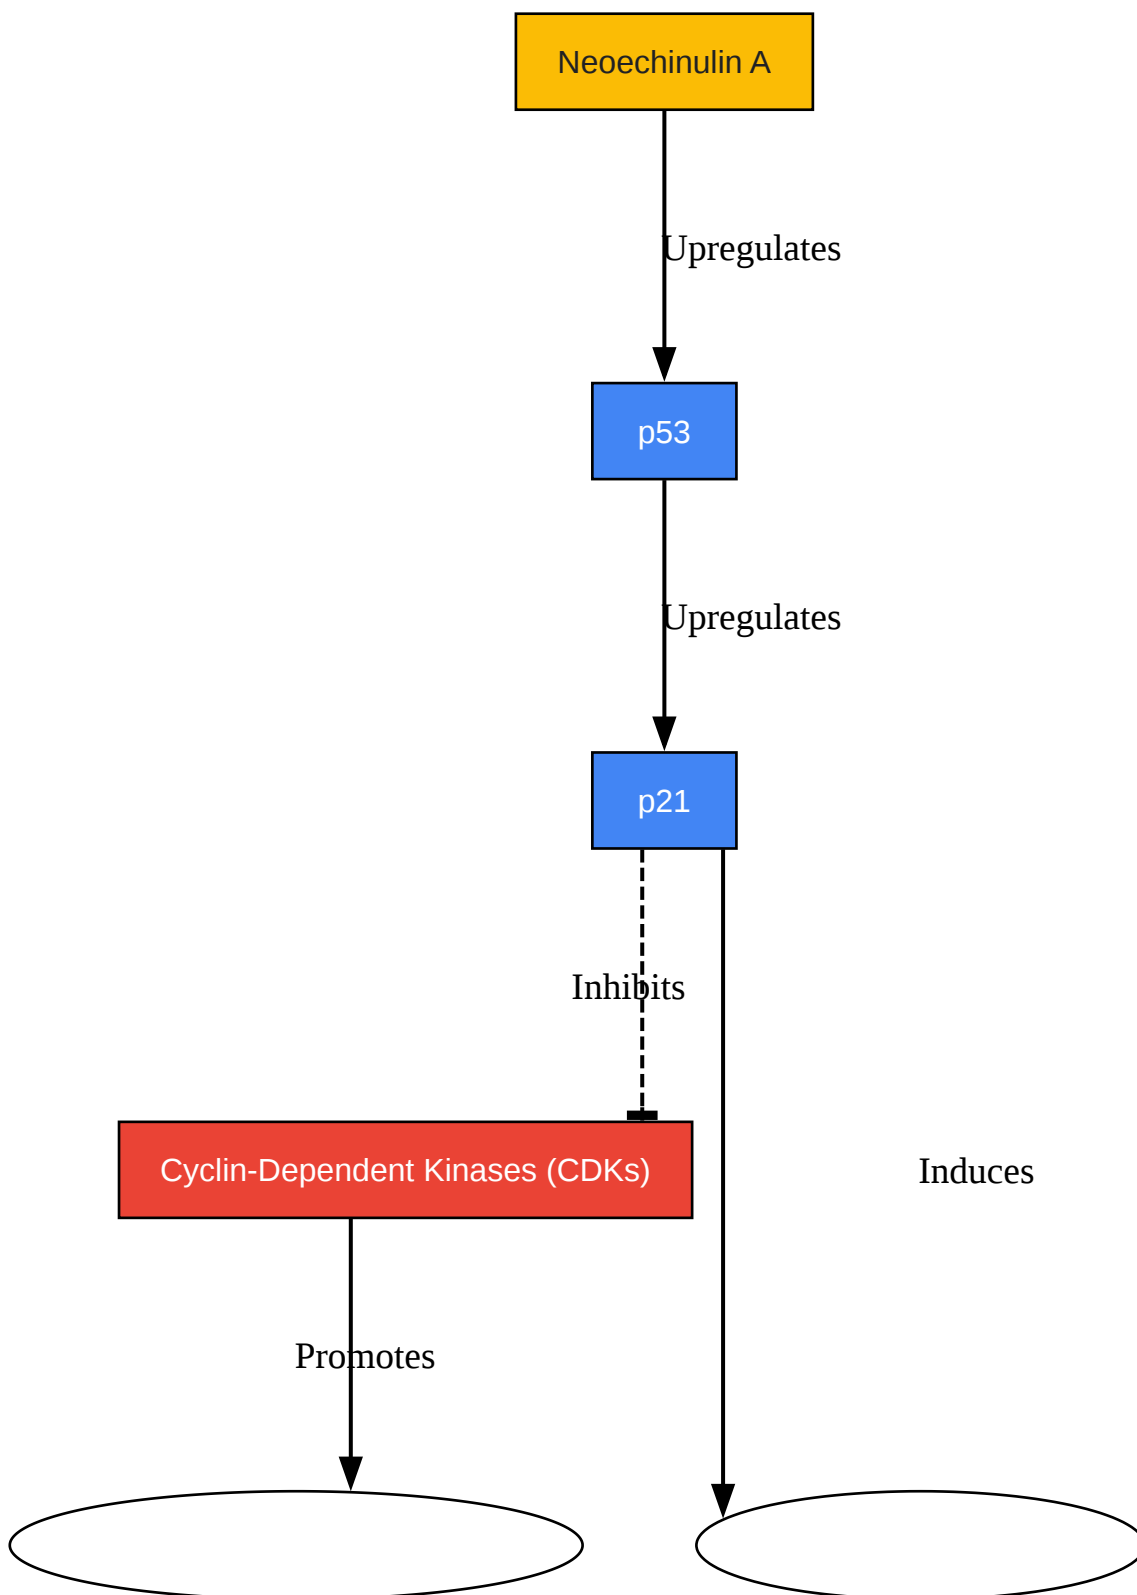 Neoechinulin A
Upregulates
p53
Upregulates
p21
Inhibits
Cyclin-Dependent Kinases (CDKs)
Induces
Promotes